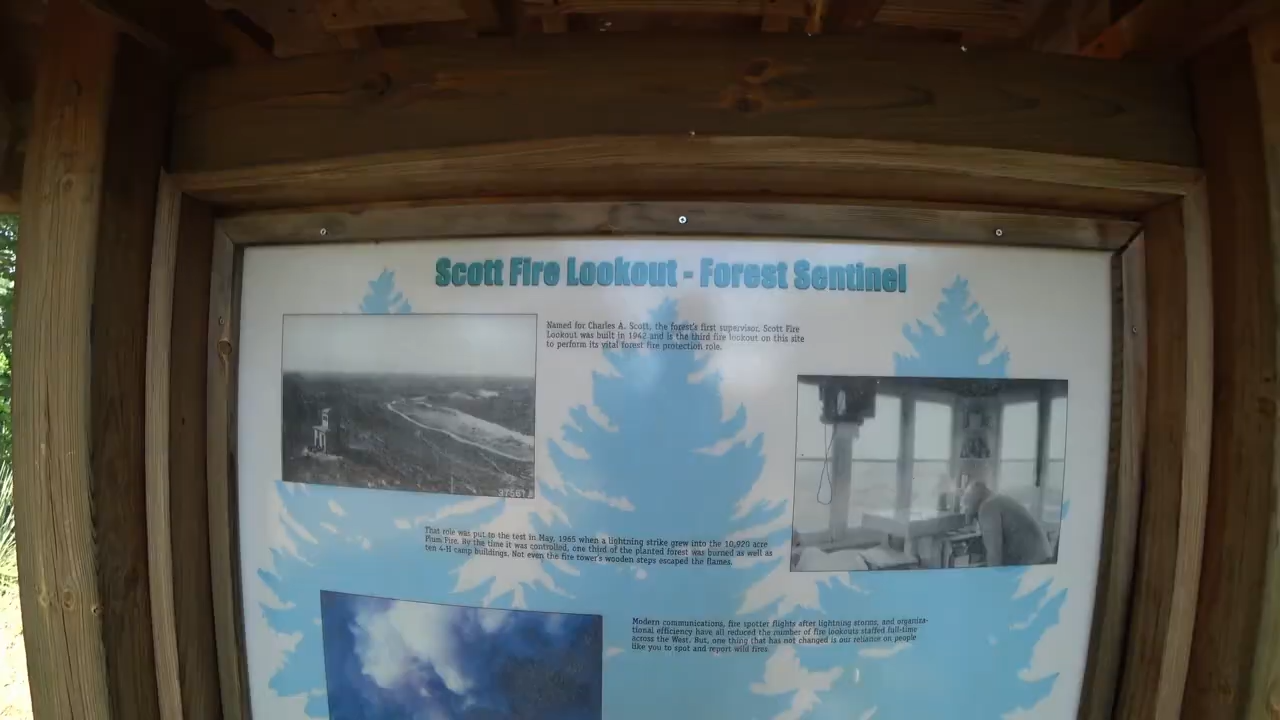 Scott Fire Lookout - Forest Sentinel
Named for Charles A. Scott, the forest's first supervisor, Scott Fire
Lookout was built in 1942 and is the third fire lookout on this site
to perform its vital forest fire protection role.
That role was put to the test in May, 1965 when a lightning strike grew into the 10,920 acre
Plum Fire. By the time it was controlled, one third of the planted forest was burned as well as
ten 4-H camp buildings. Not even the fire tower's wooden steps escaped the flames.
Modern communications, fire spotter flights after lightning storms, and organiza-
tional efficiency have all reduced the number of fire lookouts staffed full-time
across the West. But, one thing that has not changed is our reliance on people
like you to spot and report wild fires.